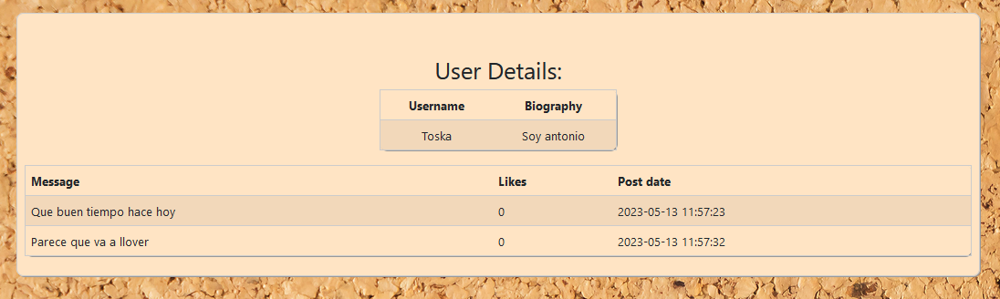 User Details:
Username Biography
Toska Soy antonio
Message Likes Post date
Que buen tiempo hace hoy 0 2023-05-13 11:57:23
Parece que va a llover 0 2023-05-13 11:57:32